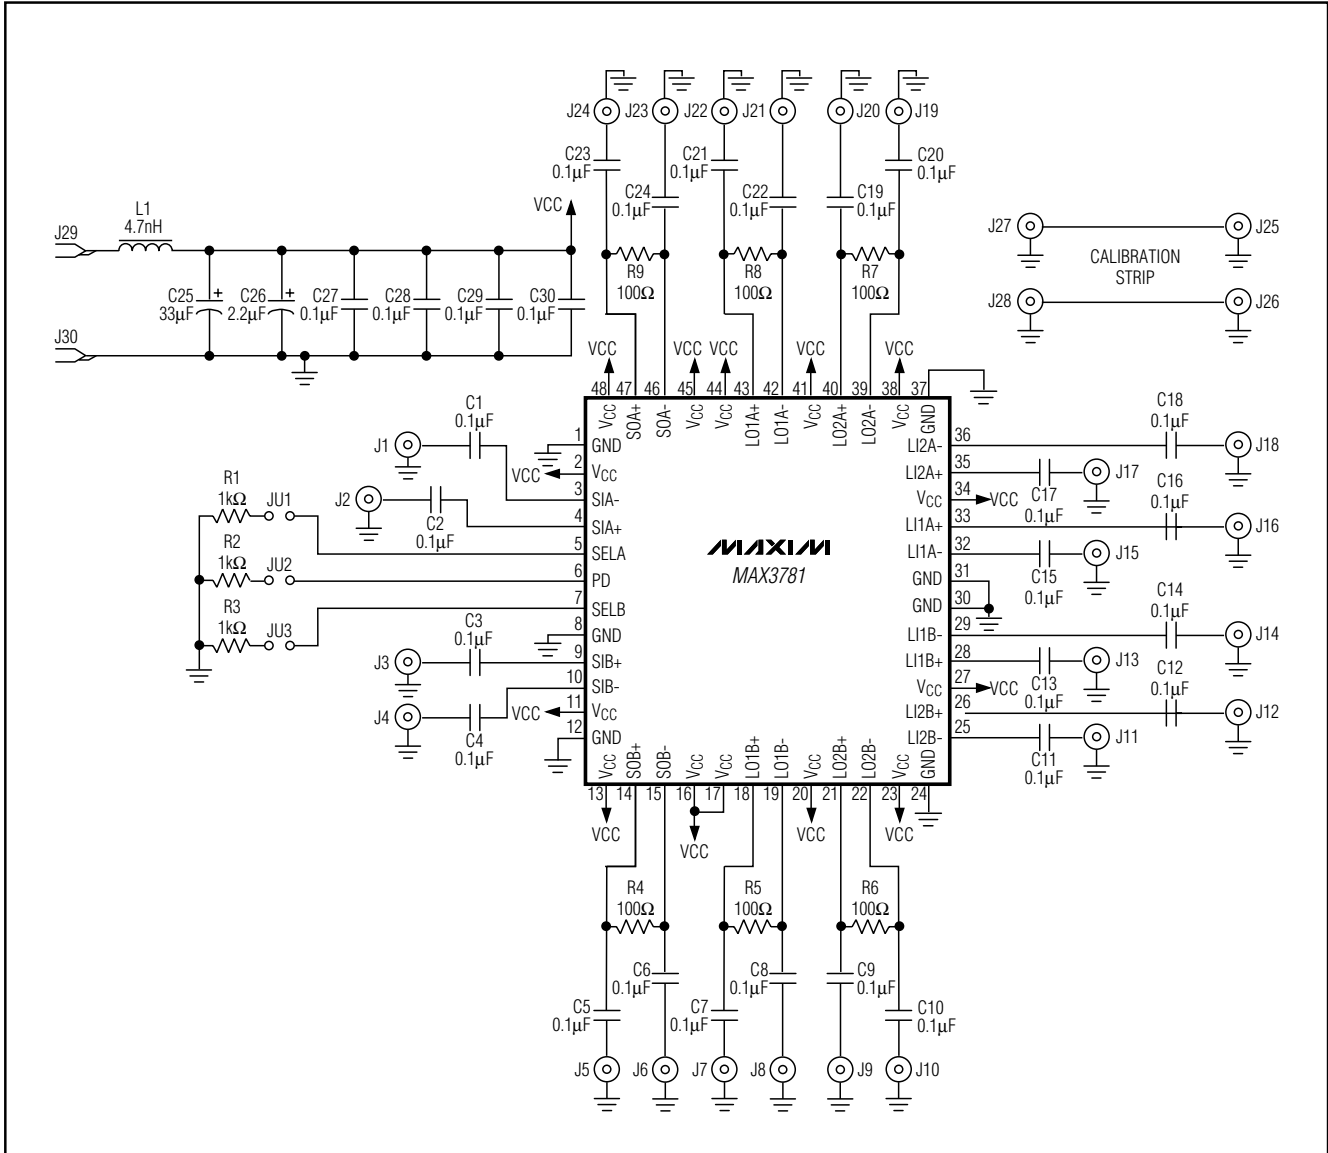 J24 J23 J22 J21 J20 J19
C23 0.1µF
C21 0.1µF
C20 0.1µF
C24 0.1µF
C22 0.1µF
C19 0.1µF
R9 100Ω
R8 100Ω
R7 100Ω
L1
4.7nH
VCC
J29
J30
C25 33µF
C26 2.2µF
C27 0.1µF
C28 0.1µF
C29 0.1µF
C30 0.1µF
+ +
J27 J25
CALIBRATION
STRIP
J28 J26
VCC VCC VCC VCC VCC
48 47 46 45 44 43 42 41 40 39 38 37
VCC SOA+ SOA- VCC VCC LO1A+ LO1A- VCC LO2A+ LO2A- VCC GND
C1
0.1µF
J1
J2
C2
0.1µF
R1
1kΩ
JU1
R2
1kΩ
JU2
R3
1kΩ
JU3
C3
0.1µF
J3
J4
C4
0.1µF
VCC
VCC
1 GND
2 VCC
3 SIA-
4 SIA+
5 SELA
6 PD
7 SELB
8 GND
9 SIB+
10 SIB-
11 VCC
12 GND
MAXIM
MAX3781
LI2A- 36
LI2A+ 35
VCC 34
LI1A+ 33
LI1A- 32
GND 31
GND 30
LI1B- 29
LI1B+ 28
VCC 27
LI2B+ 26
LI2B- 25
VCC
VCC
C18
0.1µF
J18
J17
C17
0.1µF
C16
0.1µF
J16
J15
C15
0.1µF
C14
0.1µF
J14
J13
C13
0.1µF
C12
0.1µF
J12
J11
C11
0.1µF
VCC SOB+ SOB- VCC VCC LO1B+ LO1B- VCC LO2B+ LO2B- VCC GND
13 14 15 16 17 18 19 20 21 22 23 24
VCC VCC VCC VCC
R4 100Ω
R5 100Ω
R6 100Ω
C6 0.1µF
C8 0.1µF
C9 0.1µF
C5 0.1µF
C7 0.1µF
C10 0.1µF
J5 J6 J7 J8 J9 J10